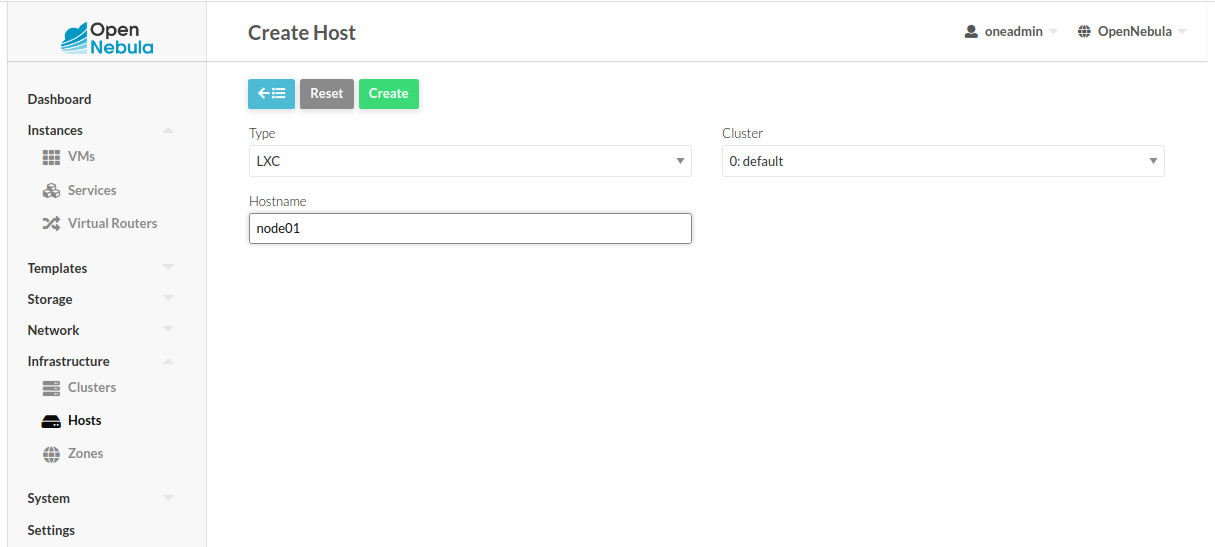 Open
Nebula
Create Host
oneadmin
OpenNebula
Dashboard
Instances
VMs
Services
Virtual Routers
Templates
Storage
Network
Infrastructure
Clusters
Hosts
Zones
System
Settings
Reset
Create
Type
Cluster
LXC
0: default
Hostname
node01